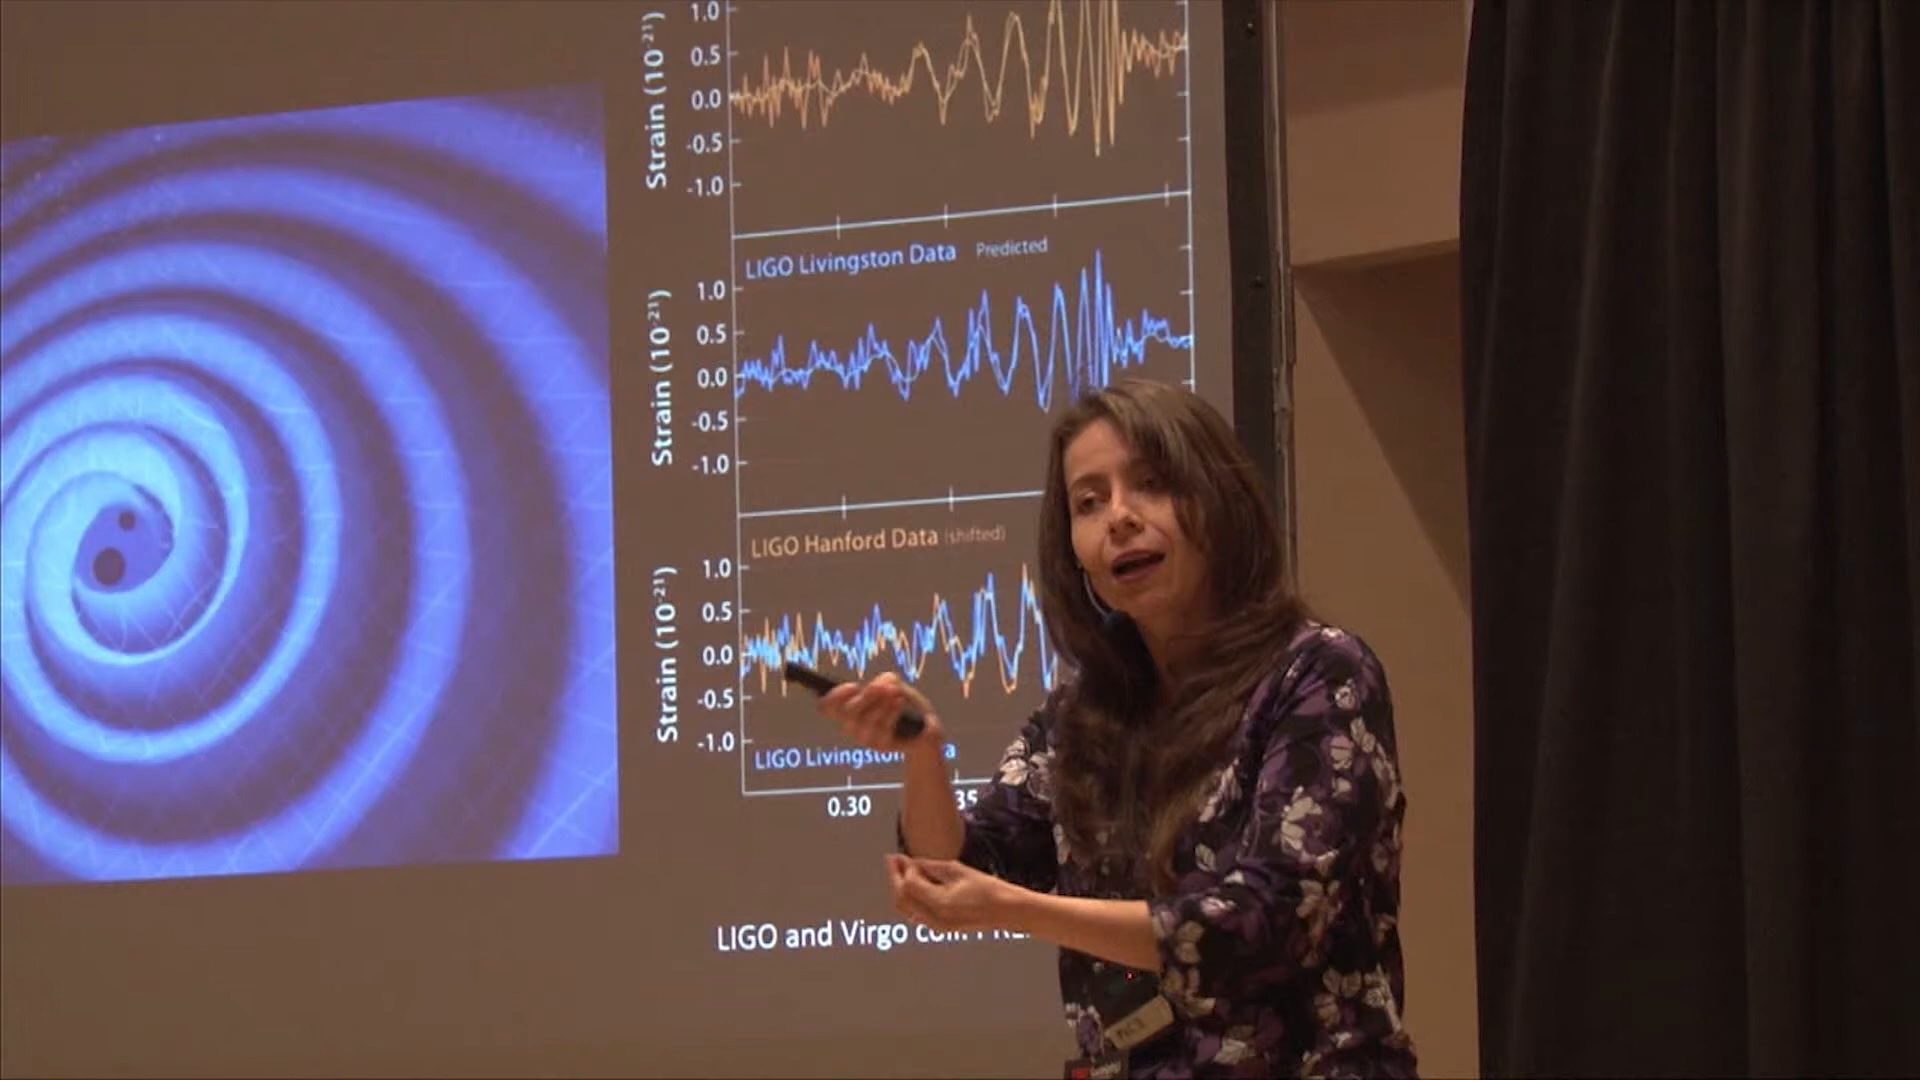 1.0
0.5
0.0
-0.5
-1.0
Strain (10-21)
LIGO Livingston Data Predicted
1.0
0.5
0.0
-0.5
-1.0
Strain (10-21)
LIGO Hanford Data (shifted)
1.0
0.5
0.0
-0.5
-1.0
Strain (10-21)
LIGO Livingston
0.30
35
LIGO and Virgo